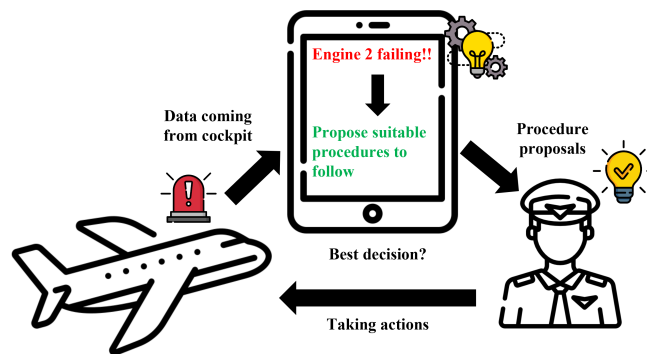 Engine 2 failing!!
Data coming
from cockpit
Propose suitable
procedures to
follow
Procedure
proposals
Best decision?
Taking actions